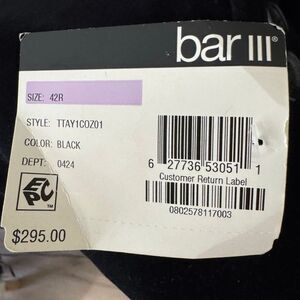 bar III
SIZE: 42R
STYLE: TTAY1COZ01
COLOR: BLACK
DEPT: 0424
6 27736 53051 1
Customer Return Label
0802578117003
EPC
TM
$295.00